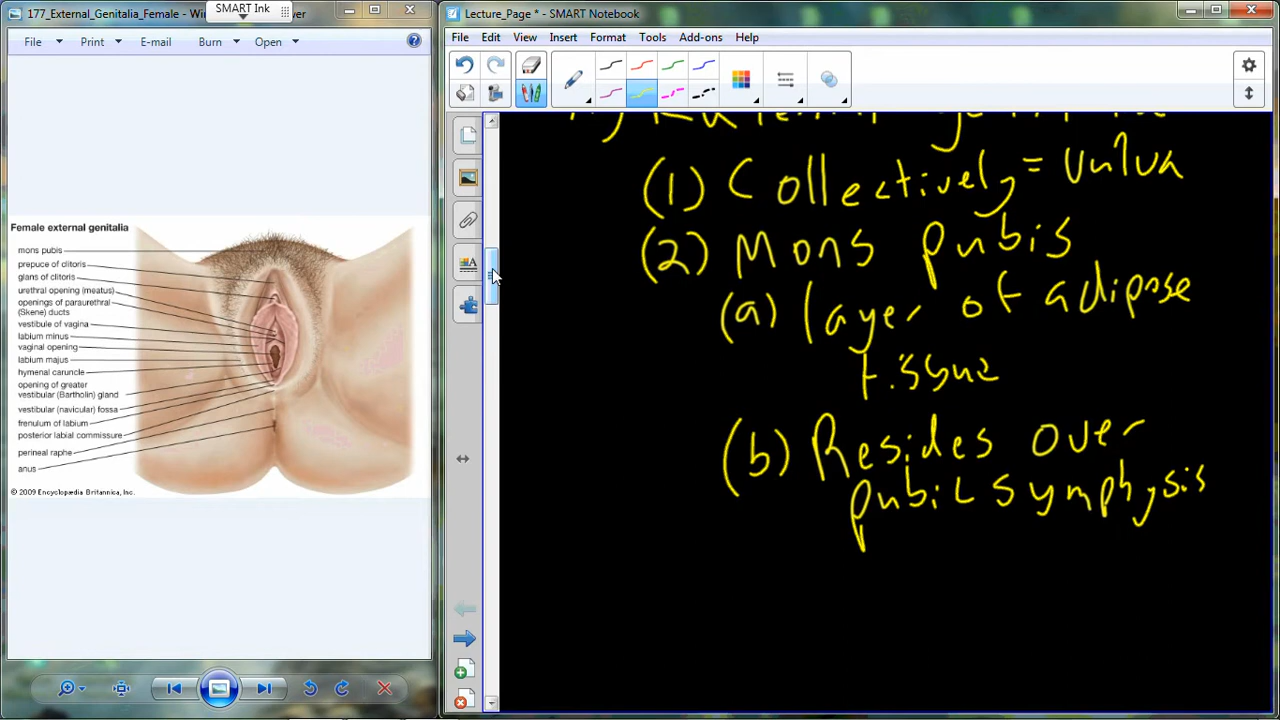 177_External_Genitalia_Female - Wi
SMART Ink
File Print E-mail Burn Open
Female external genitalia
mons pubis
prepuce of clitoris
glans of clitoris
urethral opening (meatus)
openings of paraurethral
(Skene) ducts
vestibule of vagina
labium minus
vaginal opening
labium majus
hymenal caruncle
opening of greater
vestibular (Bartholin) gland
vestibular (navicular) fossa
frenulum of labium
posterior labial commissure
perineal raphe
anus
© 2009 Encyclopædia Britannica, Inc.
Lecture_Page * - SMART Notebook
File Edit View Insert Format Tools Add-ons Help
(1) Collectively = Vulva
(2) Mons pubis
(a) layer of adipose
tissue
(b) Resides over
pubic symphysis